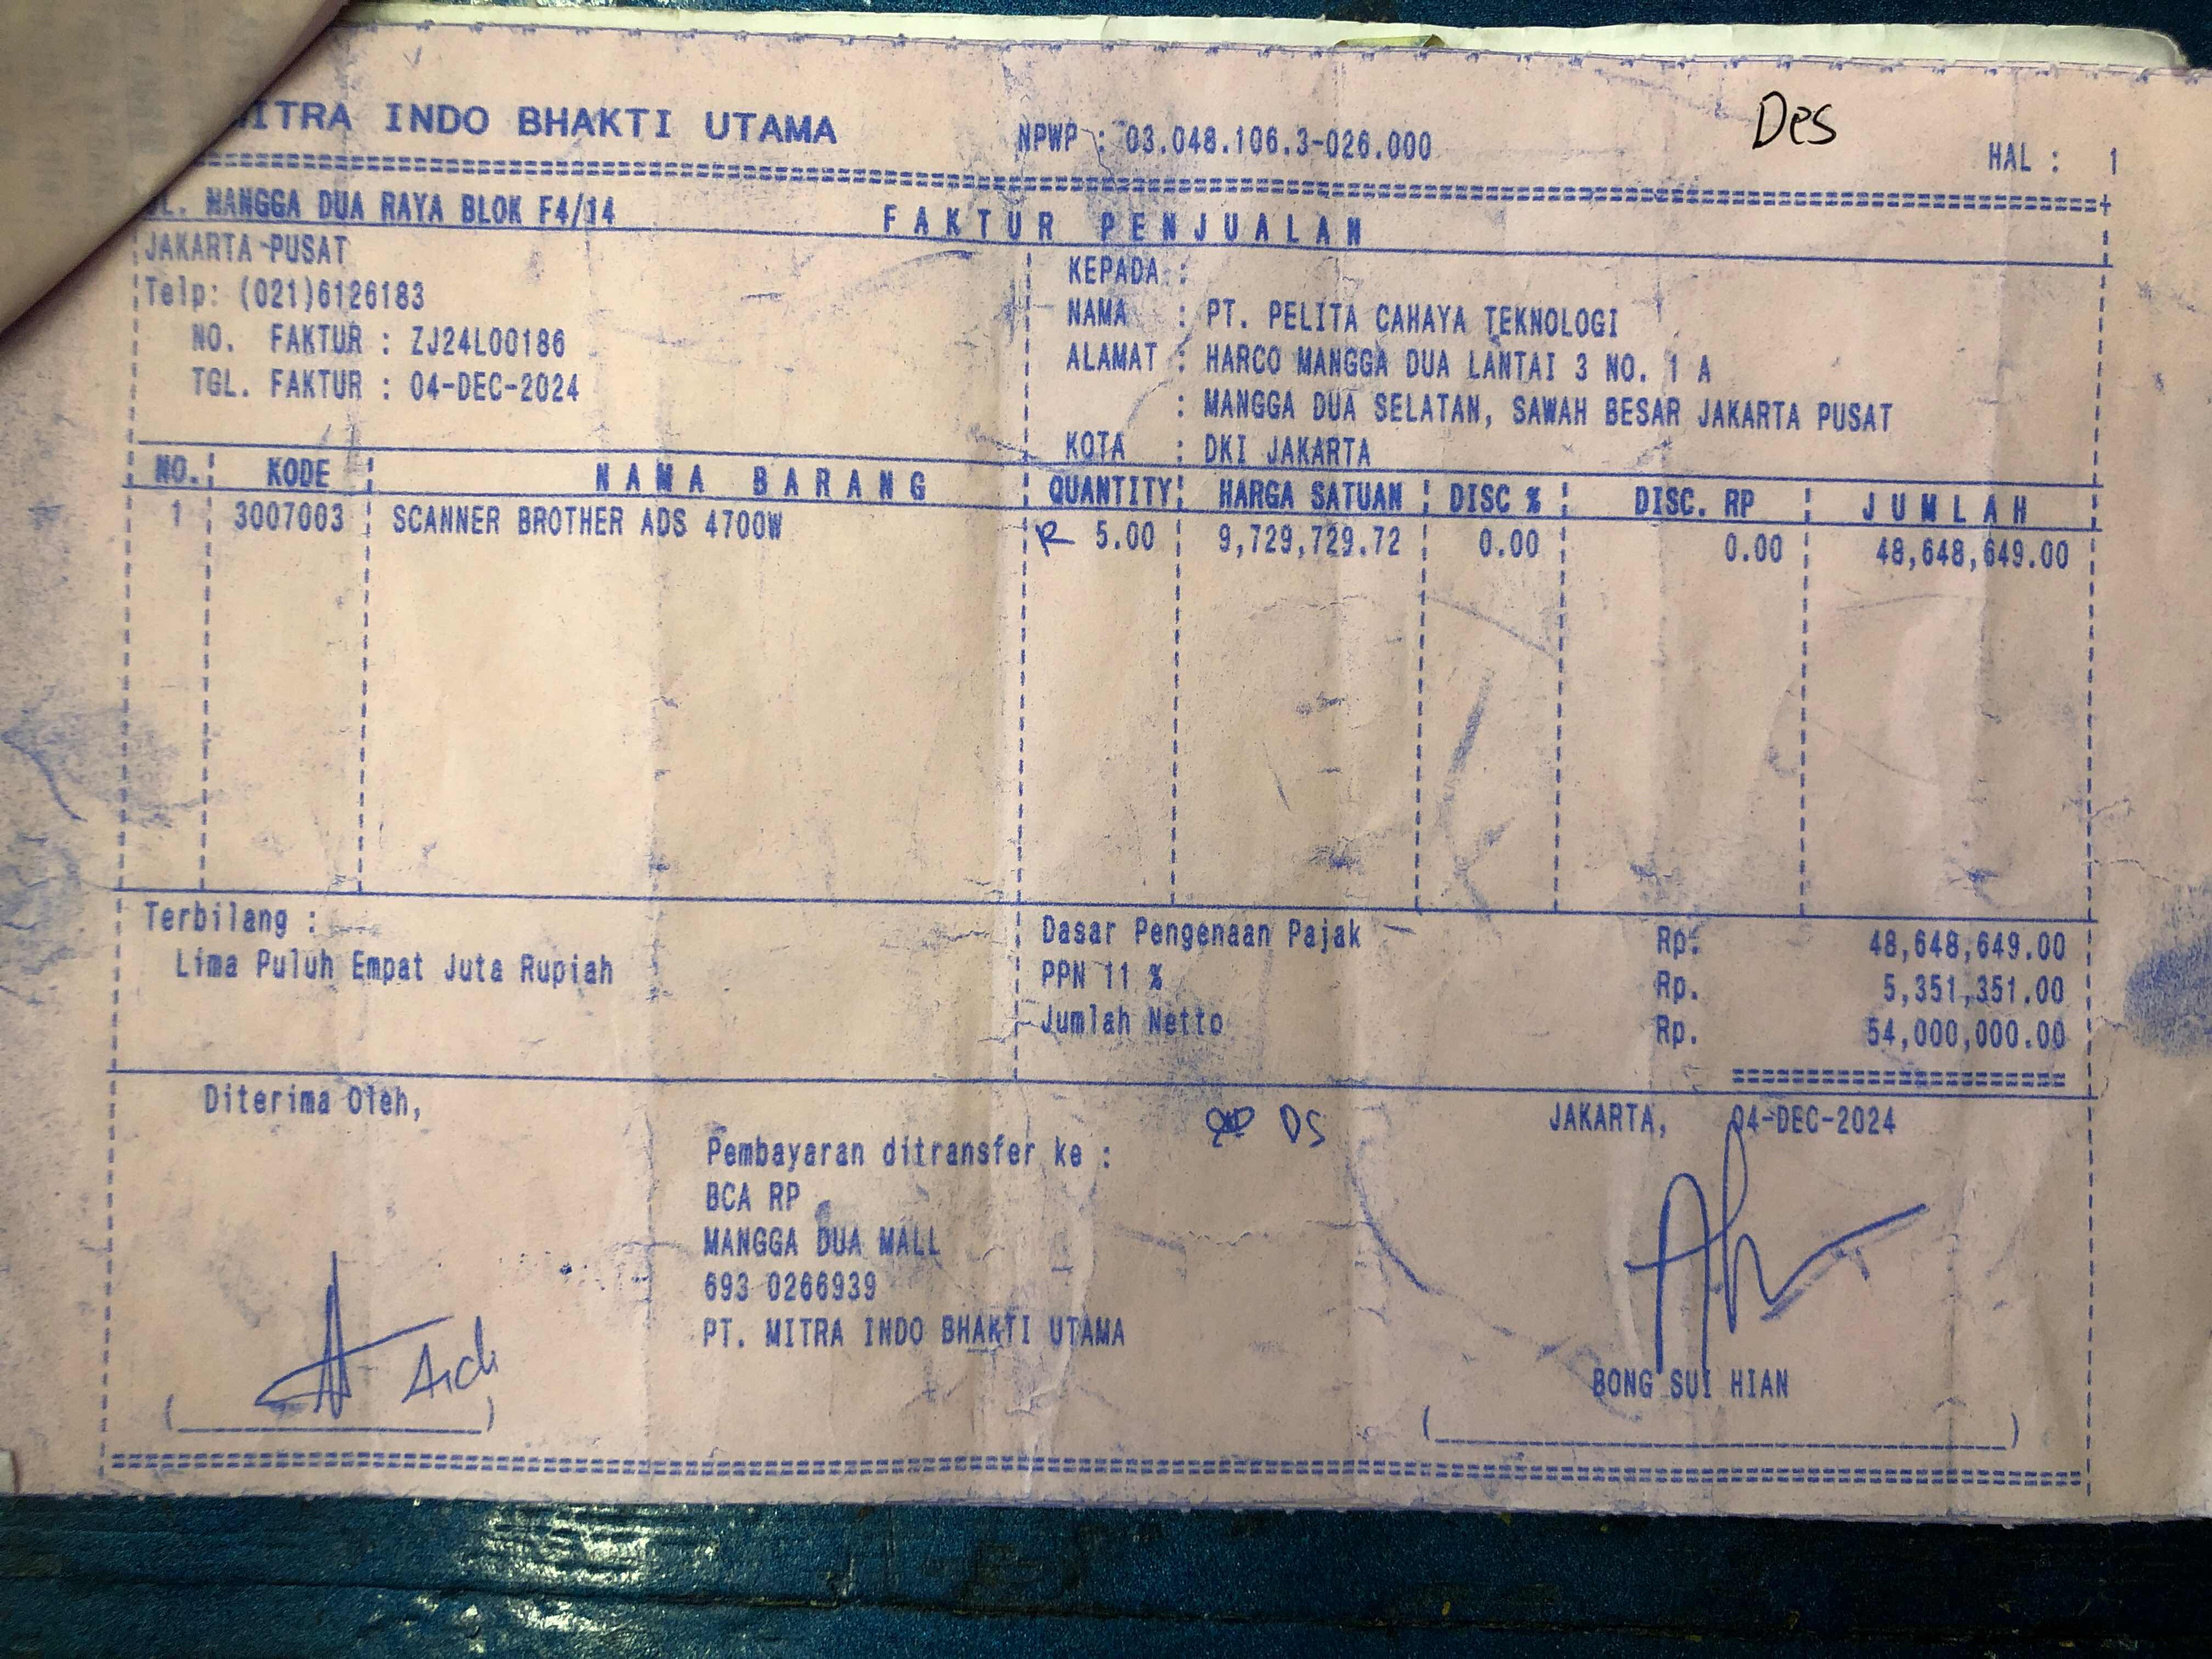 MITRA INDO BHAKTI UTAMA NPWP : 03.048.106.3-026.000 Des HAL : 1
JL. MANGGA DUA RAYA BLOK F4/14 FAKTUR PENJUALAN
JAKARTA PUSAT
Telp: (021)6126183
NO. FAKTUR : ZJ24L00186
TGL. FAKTUR : 04-DEC-2024
KEPADA :
NAMA : PT. PELITA CAHAYA TEKNOLOGI
ALAMAT : HARCO MANGGA DUA LANTAI 3 NO. 1 A
: MANGGA DUA SELATAN, SAWAH BESAR JAKARTA PUSAT
KOTA : DKI JAKARTA
NO. KODE NAMA BARANG QUANTITY HARGA SATUAN DISC % DISC. RP JUMLAH
1 3007003 SCANNER BROTHER ADS 4700W R 5.00 9,729,729.72 0.00 0.00 48,648,649.00
Terbilang :
Lima Puluh Empat Juta Rupiah
Dasar Pengenaan Pajak Rp. 48,648,649.00
PPN 11 % Rp. 5,351,351.00
Jumlah Netto Rp. 54,000,000.00
Diterima Oleh,
Ardi
Pembayaran ditransfer ke : DS
BCA RP
MANGGA DUA MALL
693 0266939
PT. MITRA INDO BHAKTI UTAMA
JAKARTA, 04-DEC-2024
BONG SUI HIAN